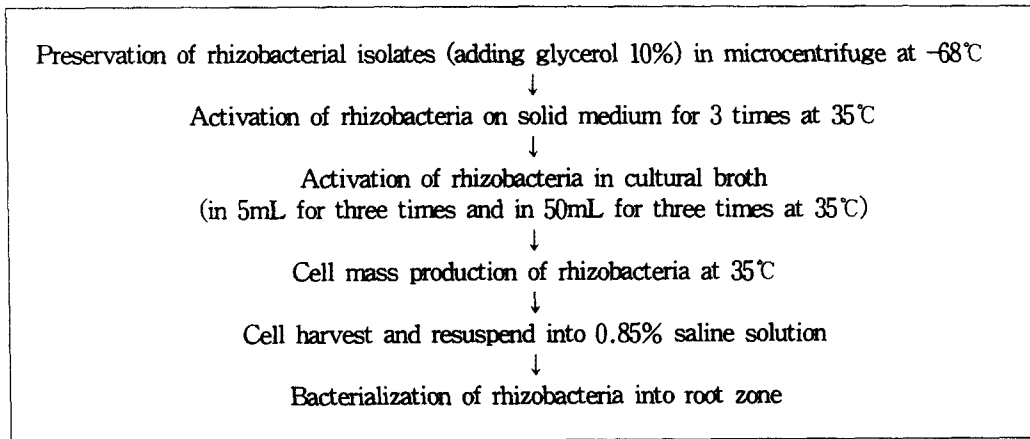 Preservation of rhizobacterial isolates (adding glycerol 10%) in microcentrifuge at -68℃
↓
Activation of rhizobacteria on solid medium for 3 times at 35℃
↓
Activation of rhizobacteria in cultural broth
(in 5mL for three times and in 50mL for three times at 35℃)
↓
Cell mass production of rhizobacteria at 35℃
↓
Cell harvest and resuspend into 0.85% saline solution
↓
Bacterialization of rhizobacteria into root zone